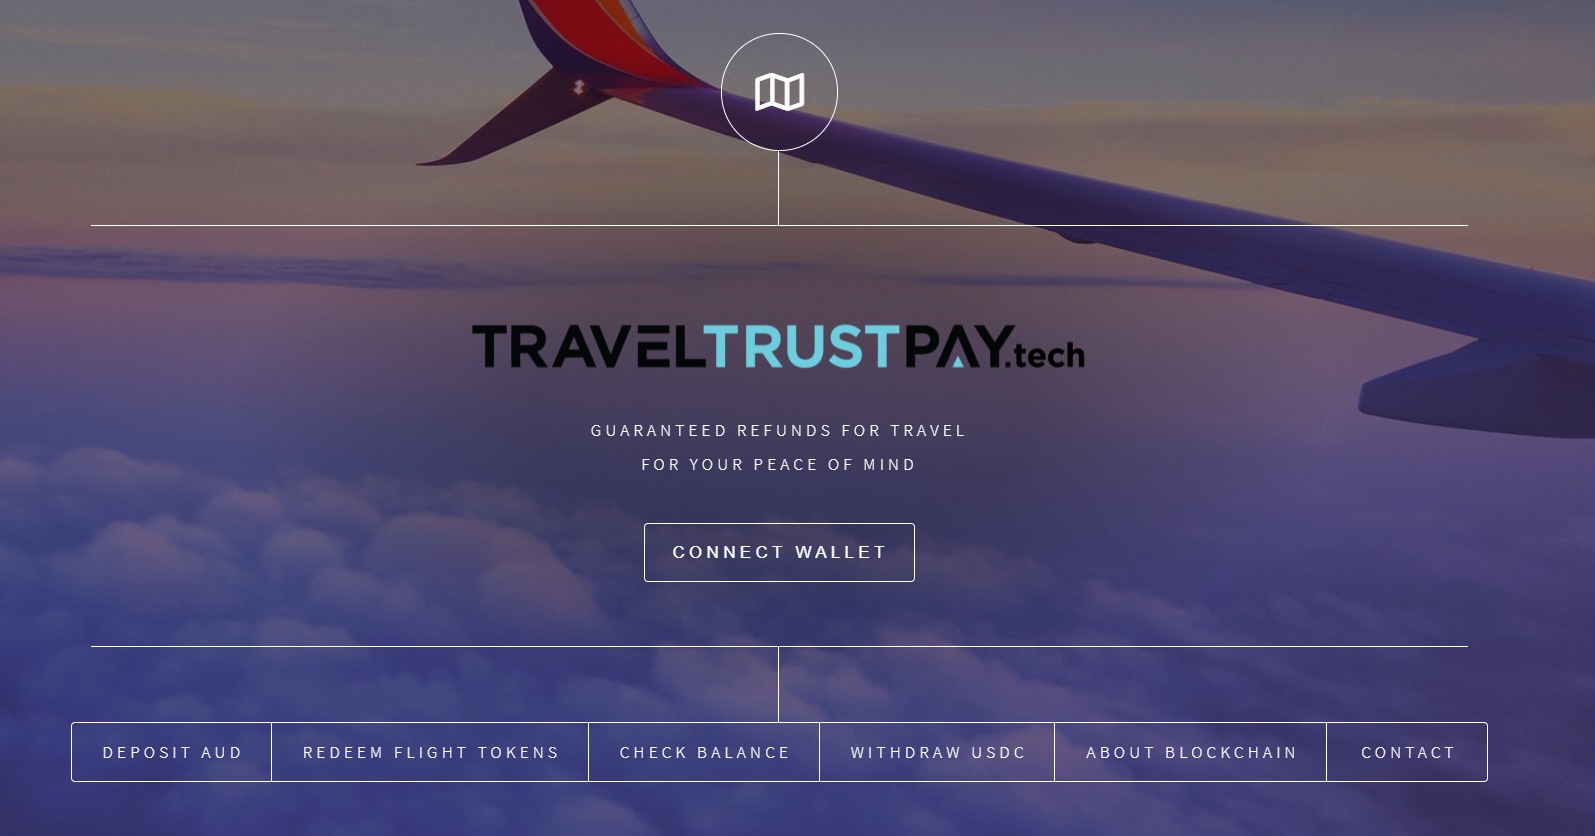 TRAVELTRUSTPAY.tech
GUARANTEED REFUNDS FOR TRAVEL
FOR YOUR PEACE OF MIND
CONNECT WALLET
DEPOSIT AUD
REDEEM FLIGHT TOKENS
CHECK BALANCE
WITHDRAW USDC
ABOUT BLOCKCHAIN
CONTACT